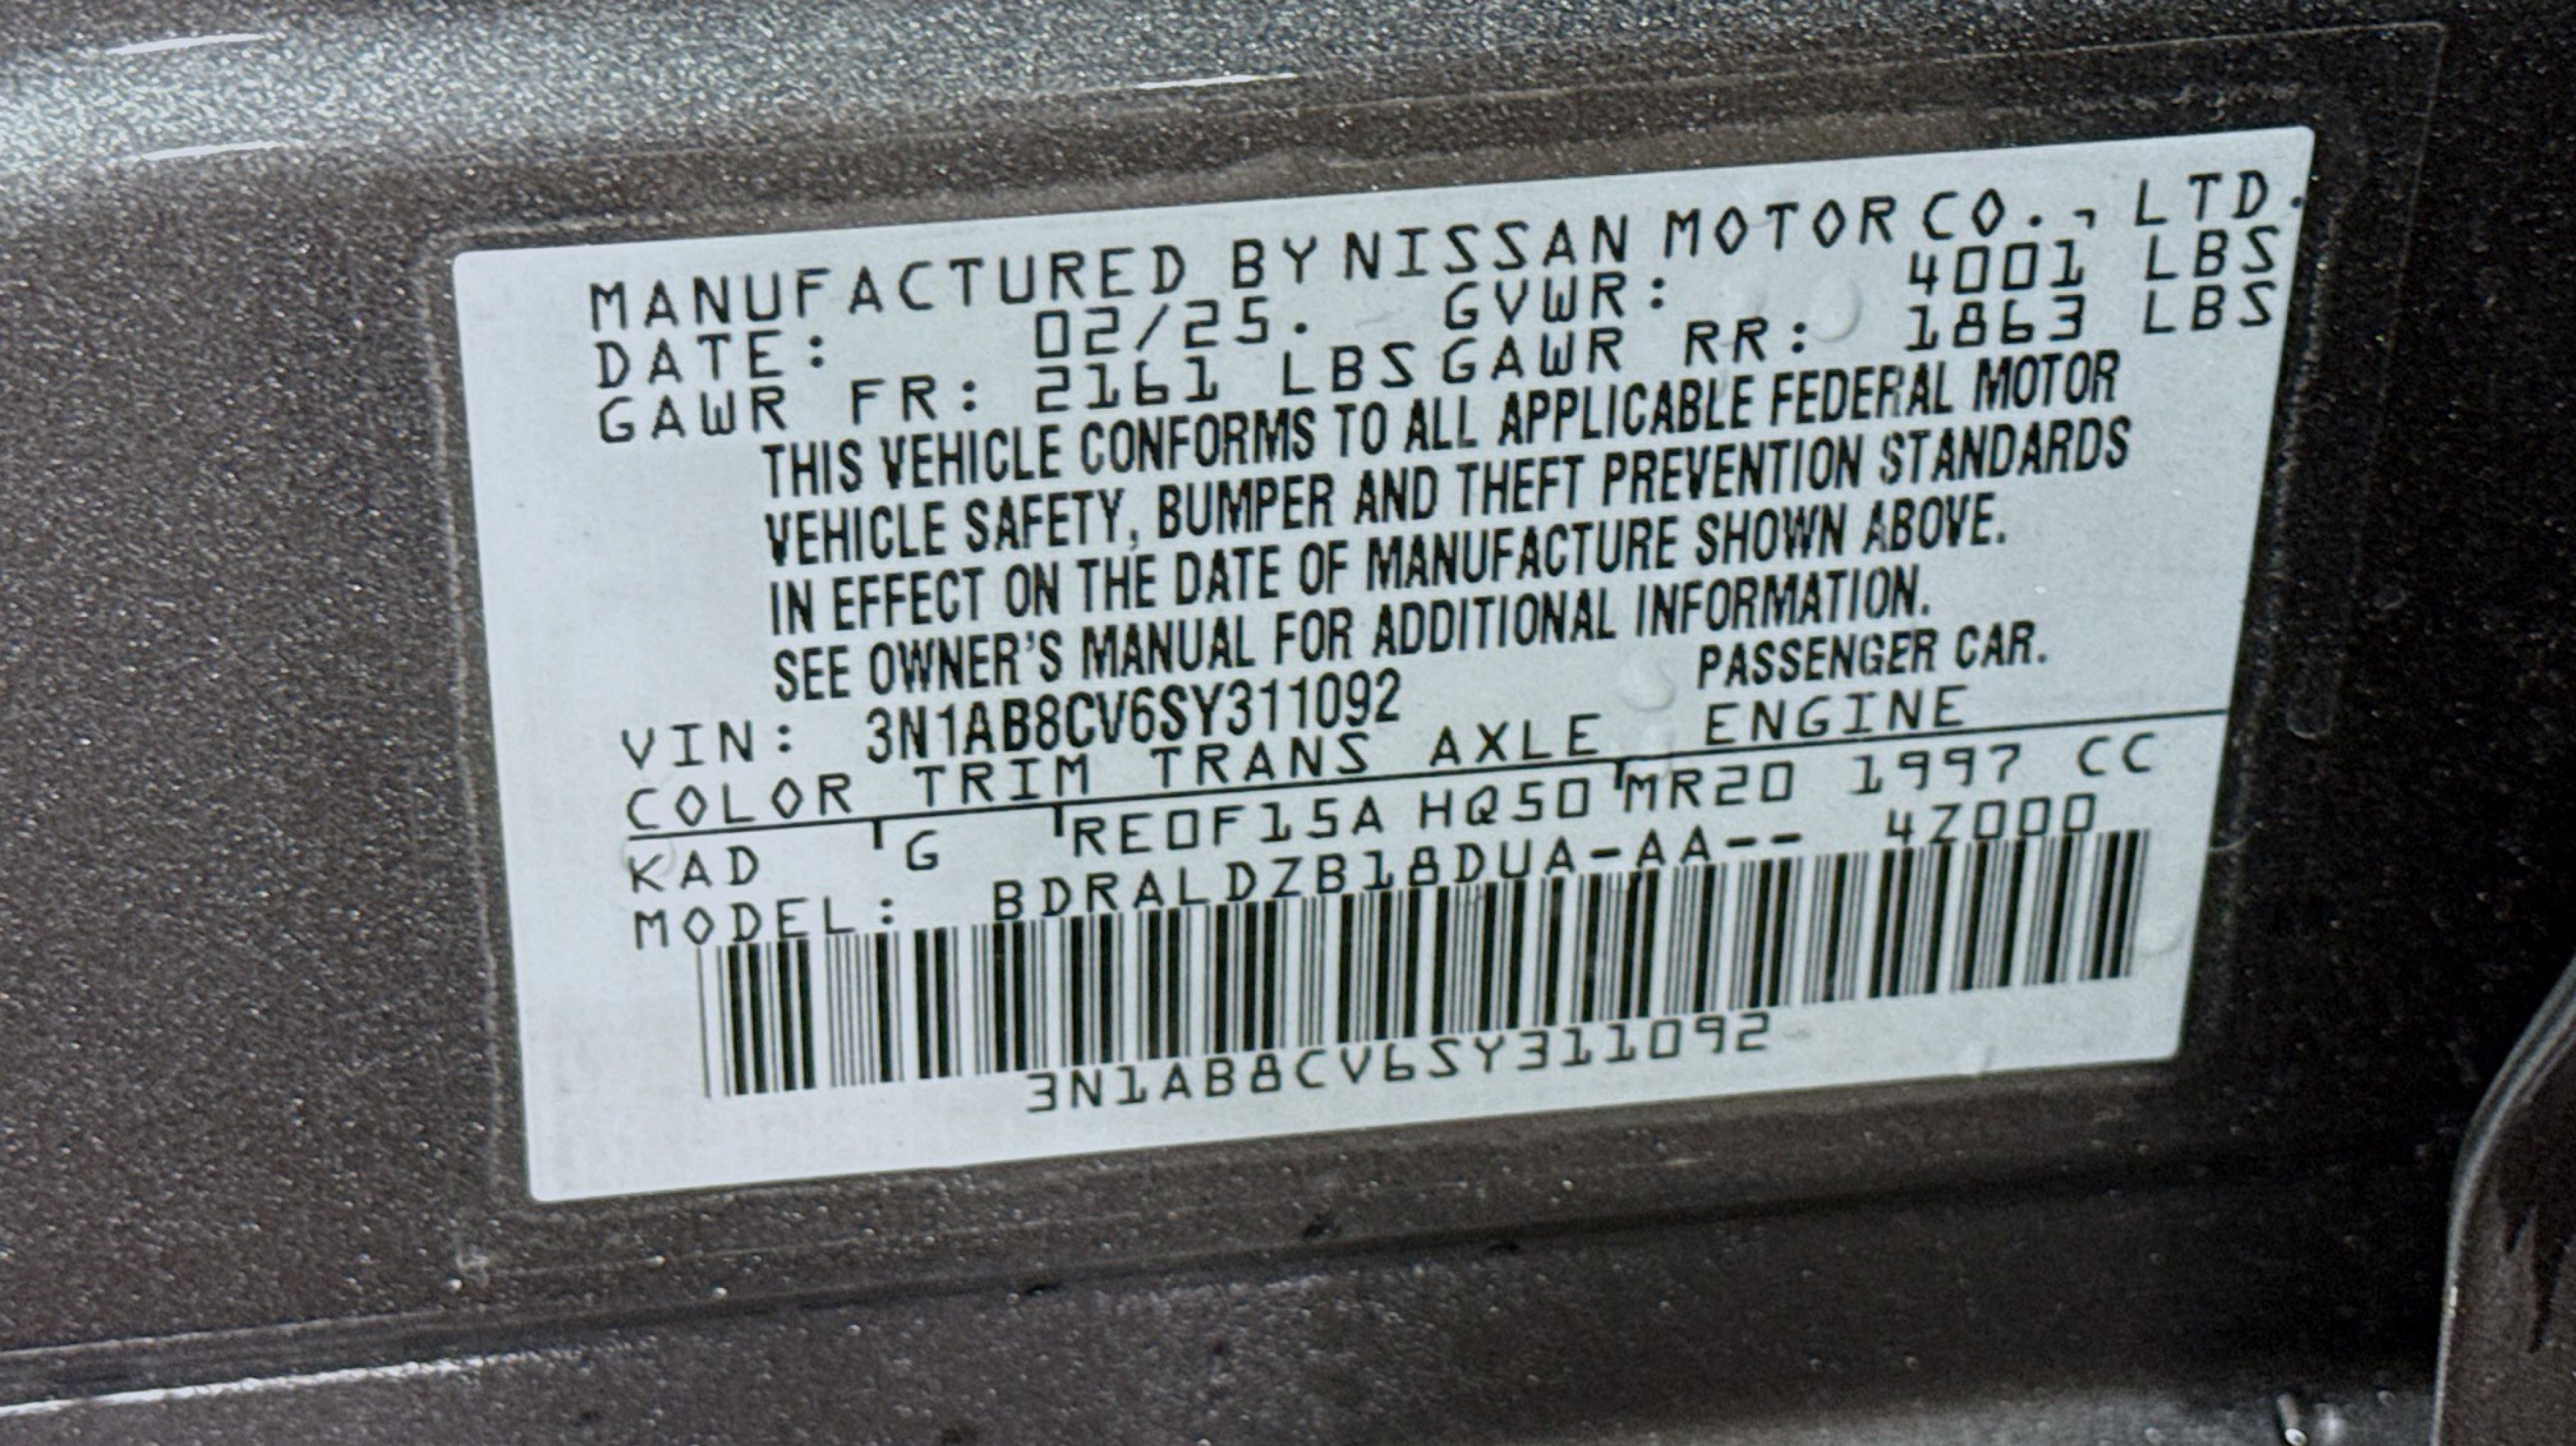 MANUFACTURED BY NISSAN MOTOR CO., LTD.
DATE: 02/25. GVWR: 4001 LBS
GAWR FR: 2161 LBS GAWR RR: 1863 LBS
THIS VEHICLE CONFORMS TO ALL APPLICABLE FEDERAL MOTOR
VEHICLE SAFETY, BUMPER AND THEFT PREVENTION STANDARDS
IN EFFECT ON THE DATE OF MANUFACTURE SHOWN ABOVE.
SEE OWNER'S MANUAL FOR ADDITIONAL INFORMATION.
VIN: 3N1AB8CV6SY311092 PASSENGER CAR.
COLOR TRIM TRANS AXLE ENGINE
KAD G RE0F15A HQ50 MR20 1997 CC
MODEL: BDRALDZB18DUA-AA-- 4Z000
3N1AB8CV6SY311092